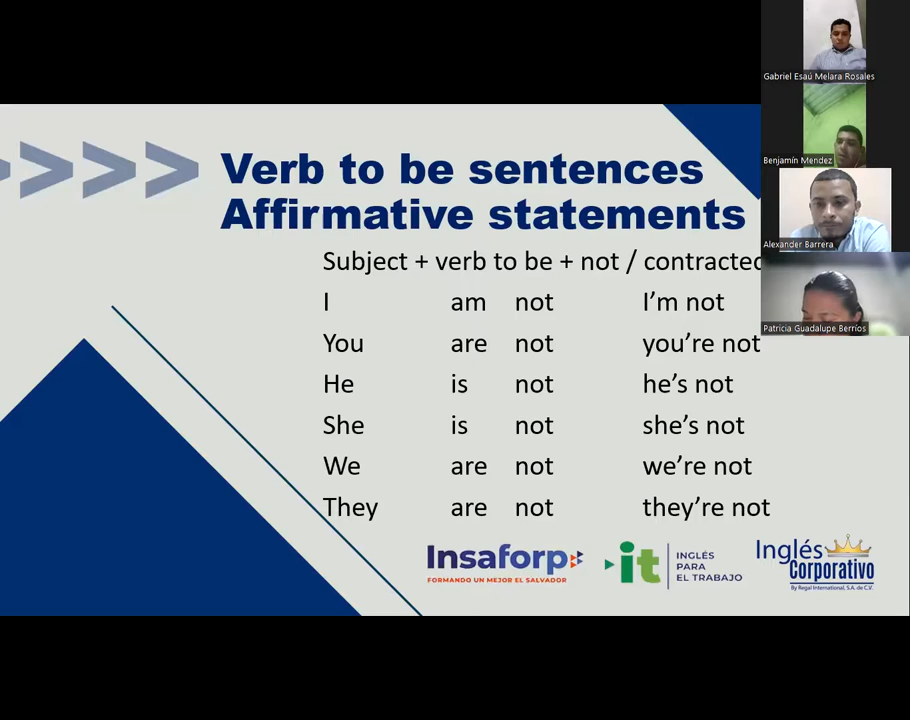 Verb to be sentences
Affirmative statements
Subject + verb to be + not / contracted
I am not I'm not
You are not you're not
He is not he's not
She is not she's not
We are not we're not
They are not they're not
Insaforp
FORMANDO UN MEJOR EL SALVADOR
it
INGLÉS
PARA
EL TRABAJO
Inglés
Corporativo
By Regal International, S.A. de C.V.
Gabriel Esaú Melara Rosales
Benjamín Mendez
Alexander Barrera
Patricia Guadalupe Berríos